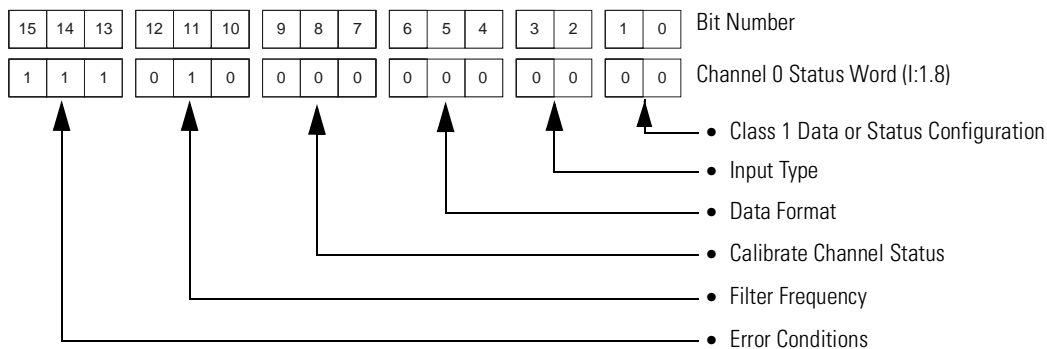 15 14 13 12 11 10 9 8 7 6 5 4 3 2 1 0 Bit Number
1 1 1 0 1 0 0 0 0 0 0 0 0 0 0 0 Channel 0 Status Word (I:1.8)
• Class 1 Data or Status Configuration
• Input Type
• Data Format
• Calibrate Channel Status
• Filter Frequency
• Error Conditions